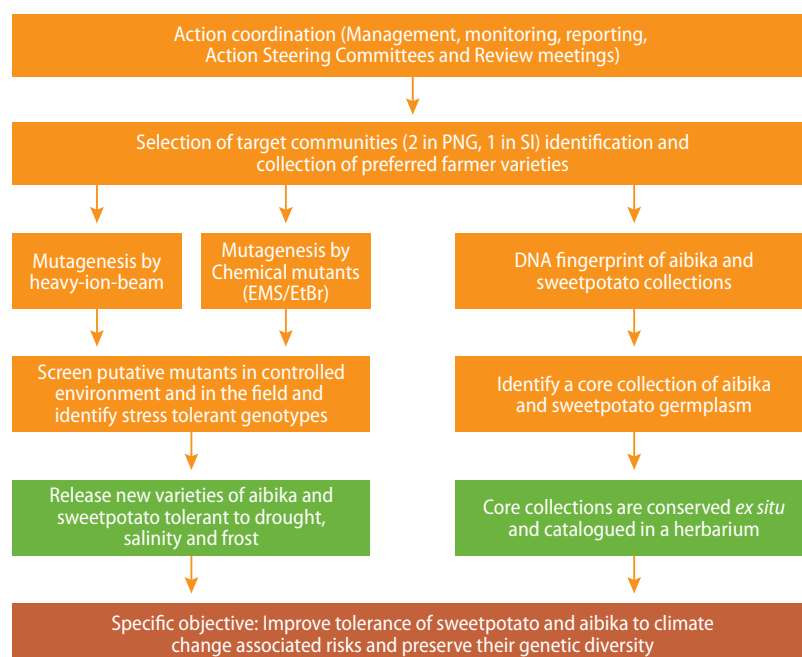 Action coordination (Management, monitoring, reporting,
Action Steering Committees and Review meetings)
Selection of target communities (2 in PNG, 1 in SI) identification and
collection of preferred farmer varieties
Mutagenesis by
heavy-ion-beam
Mutagenesis by
Chemical mutants
(EMS/EtBr)
DNA fingerprint of aibika and
sweetpotato collections
Screen putative mutants in controlled
environment and in the field and
identify stress tolerant genotypes
Identify a core collection of aibika
and sweetpotato germplasm
Release new varieties of aibika and
sweetpotato tolerant to drought,
salinity and frost
Core collections are conserved ex situ
and catalogued in a herbarium
Specific objective: Improve tolerance of sweetpotato and aibika to climate
change associated risks and preserve their genetic diversity